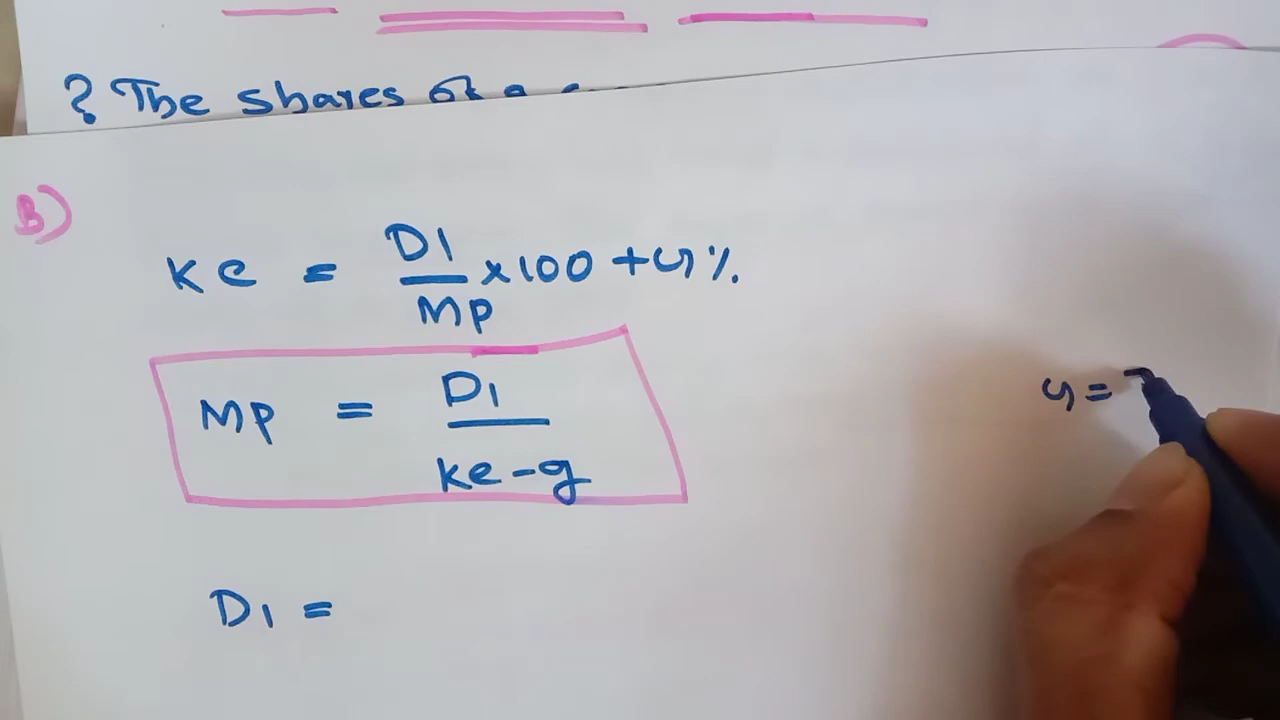 ? The shares of a
B)
Ke = D1/MP × 100 + G%.
MP = D1/Ke-g
D1 =
G =